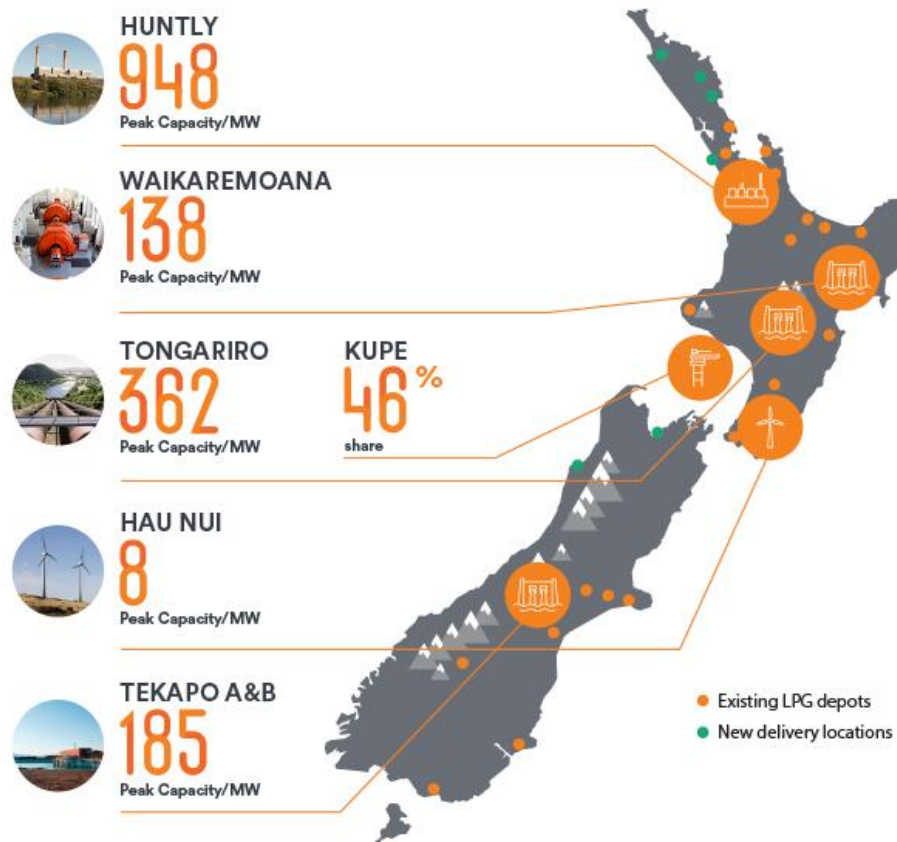 HUNTLY
948
Peak Capacity/MW
WAIKAREMOANA
138
Peak Capacity/MW
TONGARIRO
362
Peak Capacity/MW
KUPE
46%
share
HAU NUI
8
Peak Capacity/MW
TEKAPO A&B
185
Peak Capacity/MW
Existing LPG depots
New delivery locations